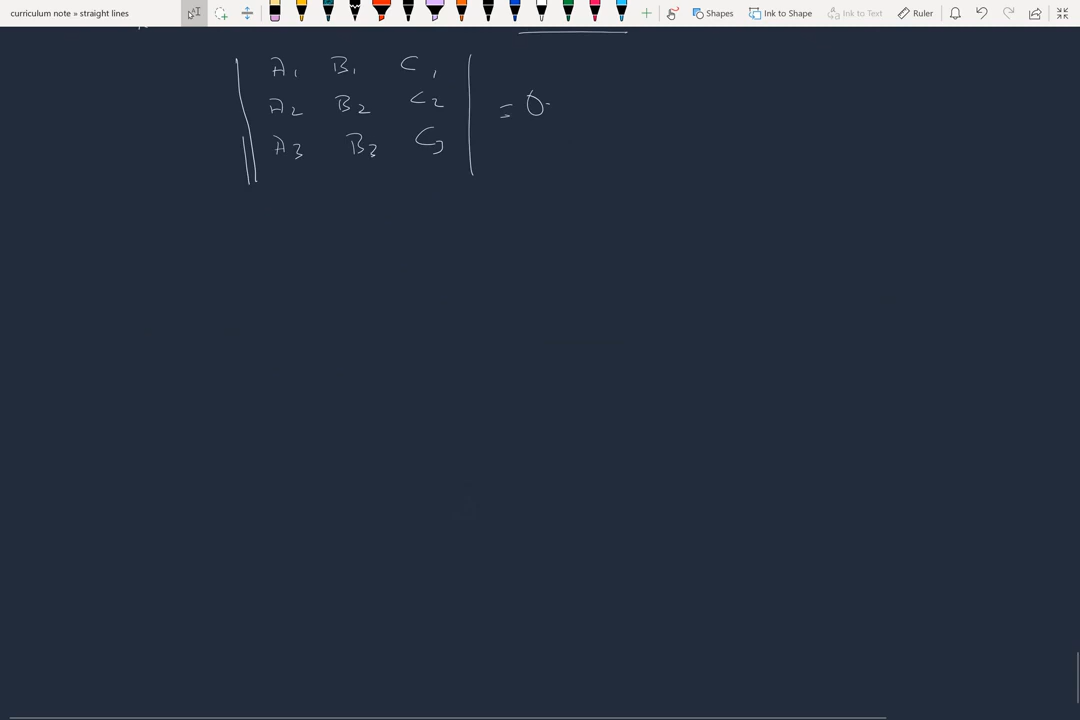 curriculum note » straight lines
Shapes Ink to Shape Ink to Text Ruler
A₁ B₁ C₁
A₂ B₂ C₂ = 0
A₃ B₃ C₃